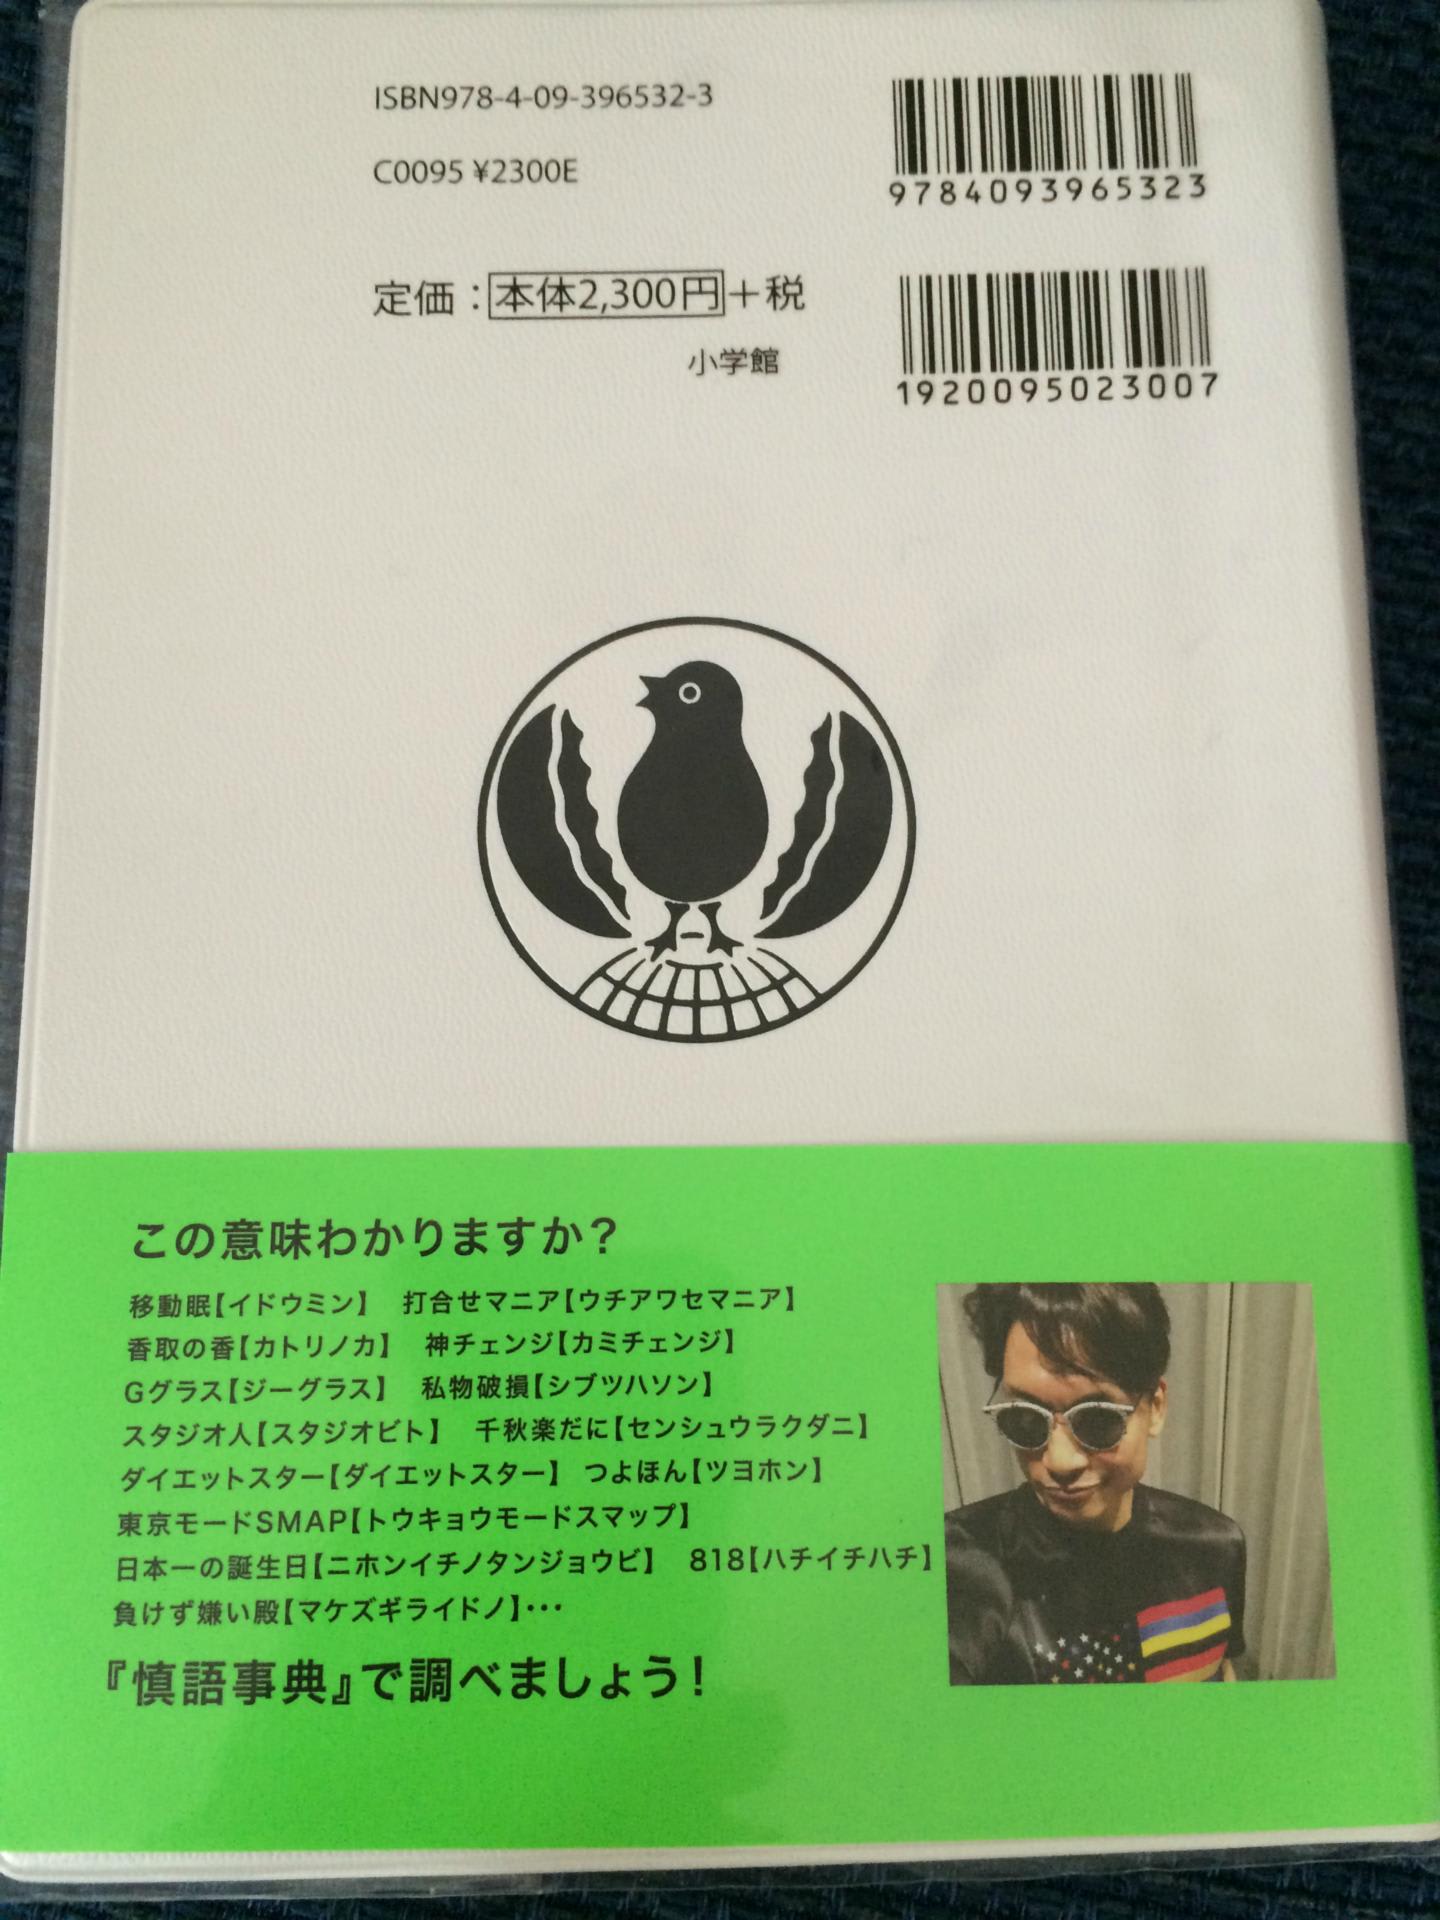 ISBN978-4-09-396532-3
C0095 ¥2300E
9784093965323
定価：本体2,300円＋税
小学館
1920095023007
この意味わかりますか？
移動眠【イドウミン】　打合せマニア【ウチアワセマニア】
香取の香【カトリノカ】　神チェンジ【カミチェンジ】
Gグラス【ジーグラス】　私物破損【シブツハソン】
スタジオ人【スタジオビト】　千秋楽だに【センシュウラクダニ】
ダイエットスター【ダイエットスター】　つよほん【ツヨホン】
東京モードSMAP【トウキョウモードスマップ】
日本一の誕生日【ニホンイチノタンジョウビ】　818【ハチイチハチ】
負けず嫌い殿【マケズギライドノ】･･･
『慎語事典』で調べましょう！